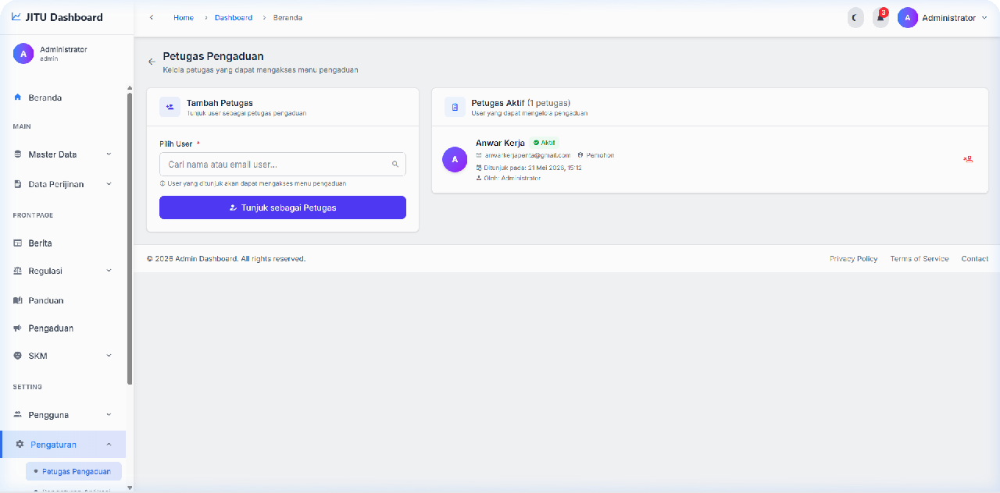 JITU Dashboard
Home
Dashboard
Beranda
3
A
Administrator
A
Administrator
admin
Beranda
MAIN
Master Data
Data Perijinan
FRONTPAGE
Berita
Regulasi
Panduan
Pengaduan
SKM
SETTING
Pengguna
Pengaturan
Petugas Pengaduan
Pengaturan Aplikasi
Petugas Pengaduan
Kelola petugas yang dapat mengakses menu pengaduan
Tambah Petugas
Tunjuk user sebagai petugas pengaduan
Pilih User *
Cari nama atau email user...
User yang ditunjuk akan dapat mengakses menu pengaduan
Tunjuk sebagai Petugas
Petugas Aktif (1 petugas)
User yang dapat mengelola pengaduan
A
Anwar Kerja Aktif
anwarkerjapenta@gmail.com Pemohon
Ditunjuk pada: 21 Mei 2026, 15:12
Oleh: Administrator
© 2026 Admin Dashboard. All rights reserved.
Privacy Policy Terms of Service Contact